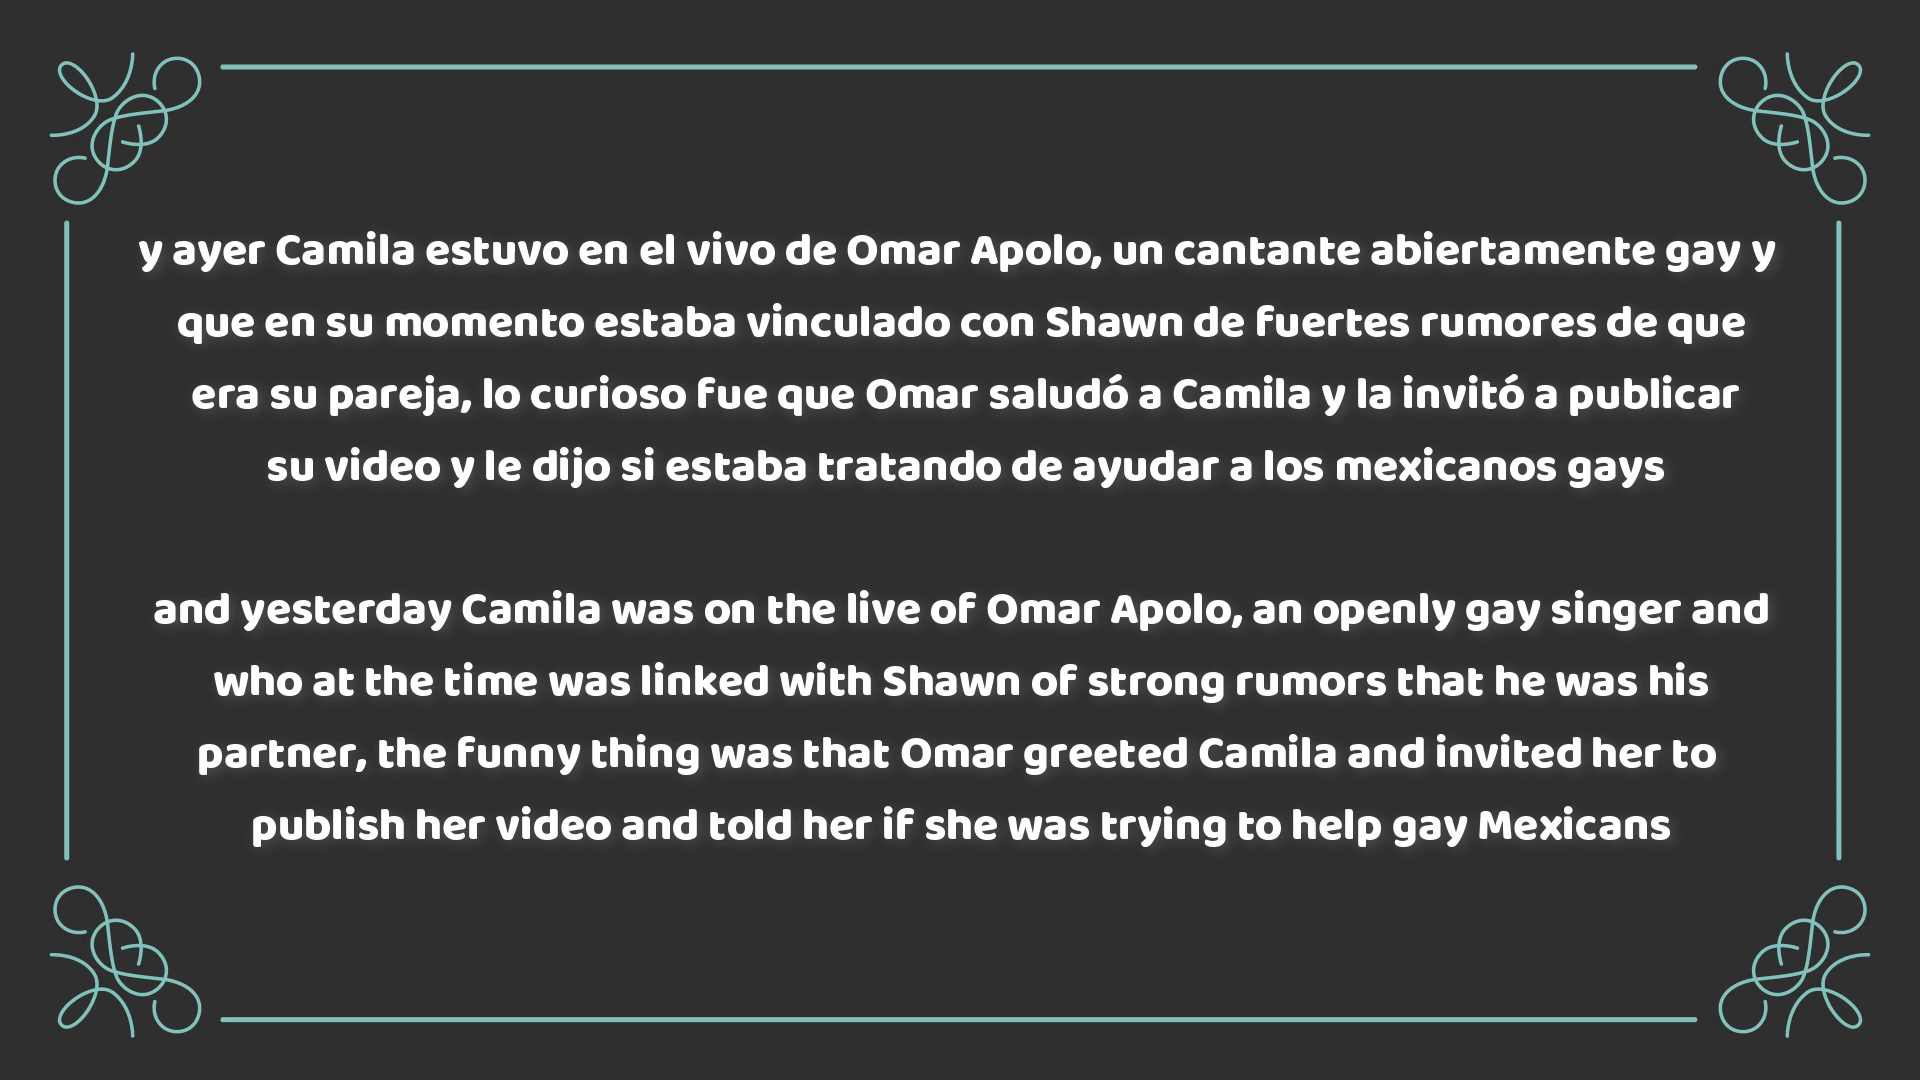 y ayer Camila estuvo en el vivo de Omar Apolo, un cantante abiertamente gay y
que en su momento estaba vinculado con Shawn de fuertes rumores de que
era su pareja, lo curioso fue que Omar saludó a Camila y la invitó a publicar
su video y le dijo si estaba tratando de ayudar a los mexicanos gays
and yesterday Camila was on the live of Omar Apolo, an openly gay singer and
who at the time was linked with Shawn of strong rumors that he was his
partner, the funny thing was that Omar greeted Camila and invited her to
publish her video and told her if she was trying to help gay Mexicans